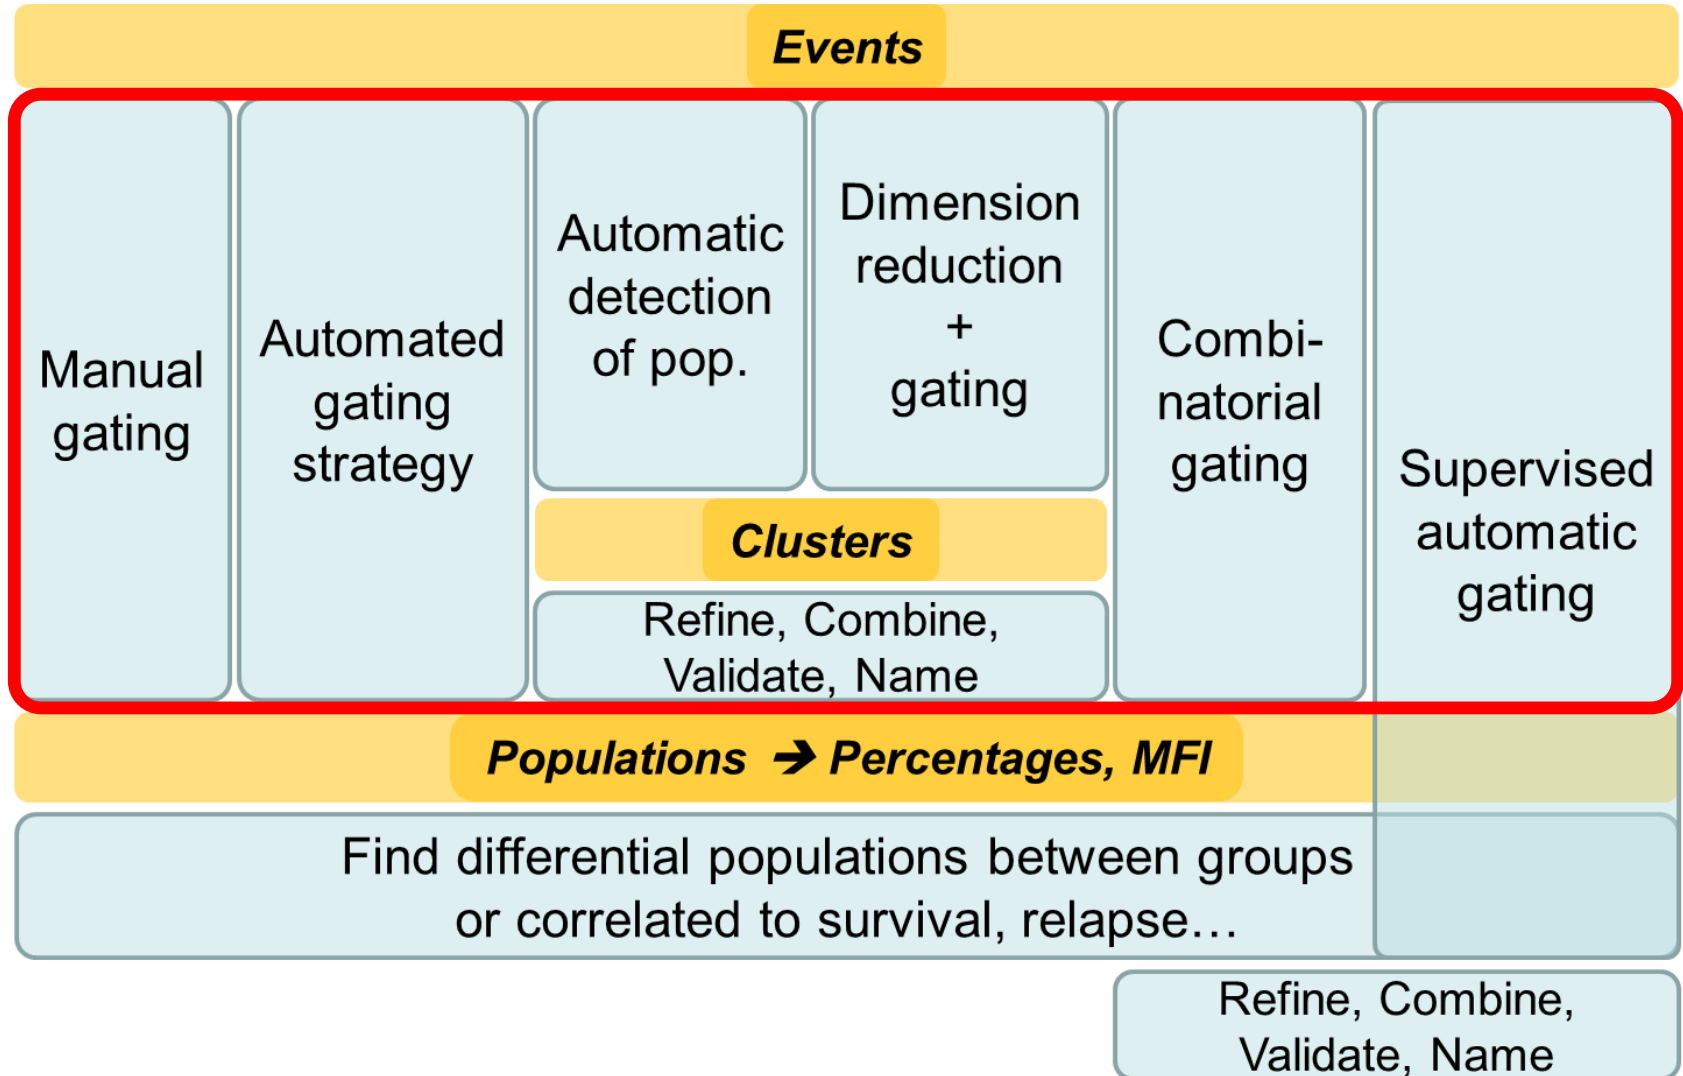 Events
Manual
gating
Automated
gating
strategy
Automatic
detection
of pop.
Dimension
reduction
+
gating
Clusters
Refine, Combine,
Validate, Name
Combi-
natorial
gating
Supervised
automatic
gating
Populations ➔ Percentages, MFI
Find differential populations between groups
or correlated to survival, relapse…
Refine, Combine,
Validate, Name